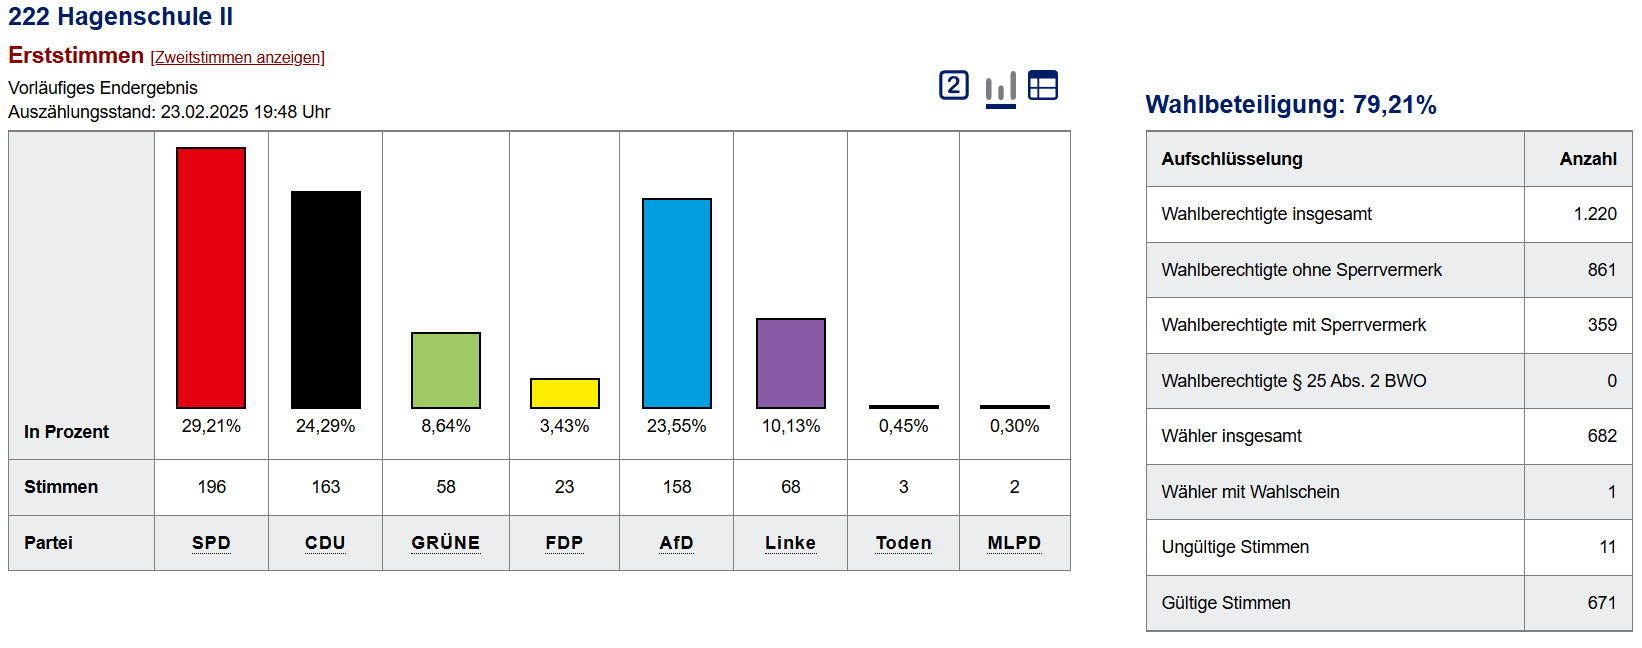 222 Hagenschule II
Erststimmen [Zweitstimmen anzeigen]
Vorläufiges Endergebnis
Auszählungsstand: 23.02.2025 19:48 Uhr
2
In Prozent 29,21% 24,29% 8,64% 3,43% 23,55% 10,13% 0,45% 0,30%
Stimmen 196 163 58 23 158 68 3 2
Partei SPD CDU GRÜNE FDP AfD Linke Toden MLPD
Wahlbeteiligung: 79,21%
Aufschlüsselung Anzahl
Wahlberechtigte insgesamt 1.220
Wahlberechtigte ohne Sperrvermerk 861
Wahlberechtigte mit Sperrvermerk 359
Wahlberechtigte § 25 Abs. 2 BWO 0
Wähler insgesamt 682
Wähler mit Wahlschein 1
Ungültige Stimmen 11
Gültige Stimmen 671